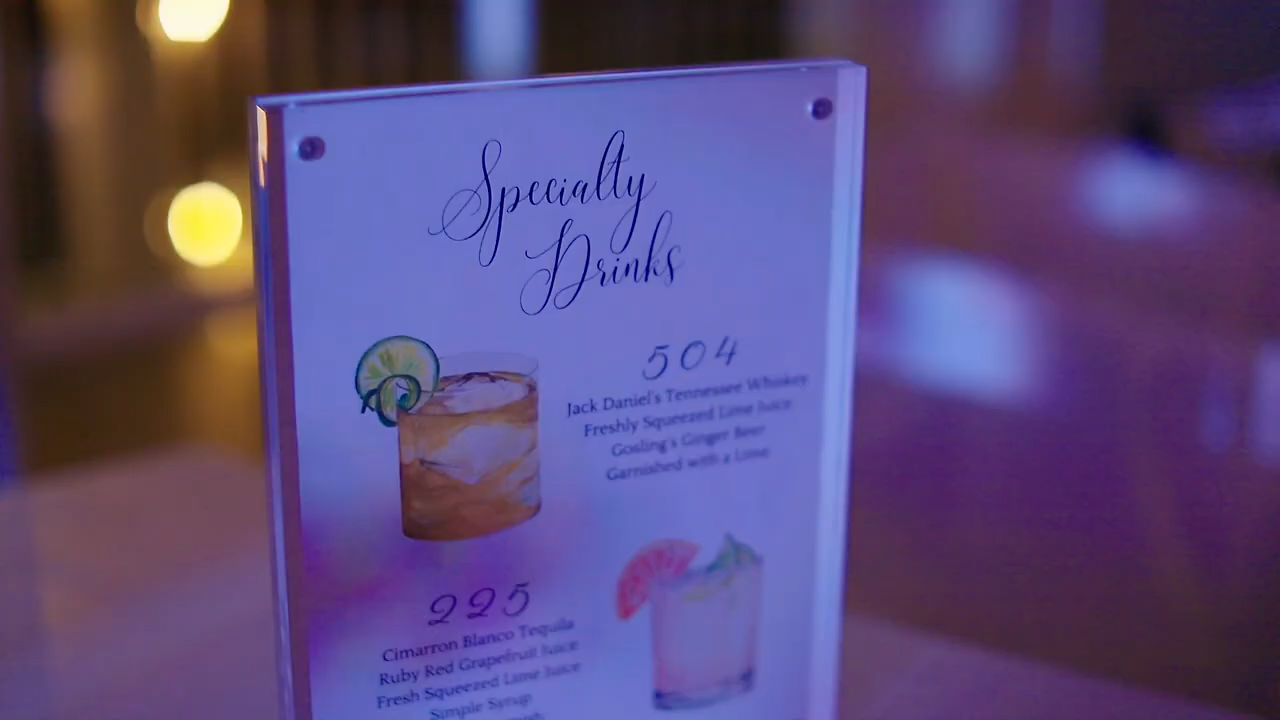 Specialty
Drinks
504
Jack Daniel's Tennessee Whiskey
Freshly Squeezed Lime Juice
Gosling's Ginger Beer
Garnished with a Lime
225
Cimarron Blanco Tequila
Ruby Red Grapefruit Juice
Fresh Squeezed Lime Juice
Simple Syrup